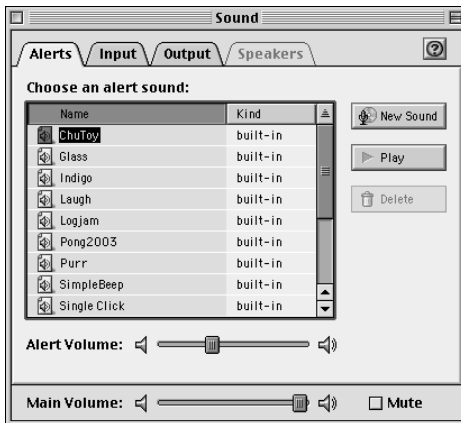 Sound
Alerts Input Output Speakers ?
Choose an alert sound:
Name Kind
ChuToy built-in
Glass built-in
Indigo built-in
Laugh built-in
Logjam built-in
Pong2003 built-in
Purr built-in
SimpleBeep built-in
Single Click built-in
New Sound
Play
Delete
Alert Volume:
Main Volume:
Mute